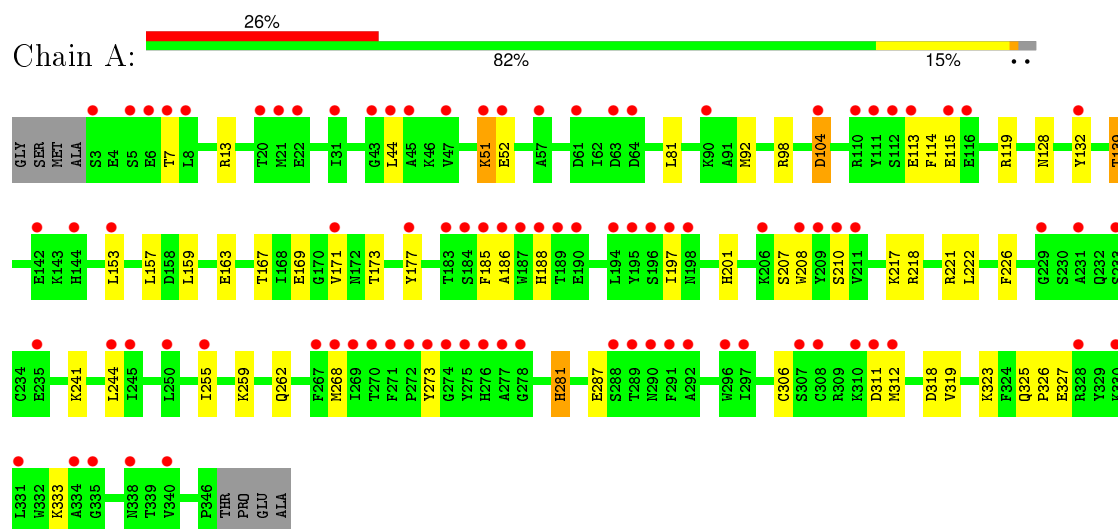 26%
Chain A:
82% 15% • •
GLY SER MET ALA S3 E4 S5 E6 T7 L8 R13 T20 M21 E22 I31 G43 L44 A45 K46 V47 K51 E52 A57 D61 I62 D63 D64 L81 K90 A91 M92 R98 D104 R110 Y111 S112 E113 F114 E115 E116 R119 N128 Y132
E142 K143 H144 L153 L157 D158 L159 E163 T167 I168 E169 G170 V171 N172 T173 Y177 T183 S184 F185 A186 W187 H188 T189 E190 L194 Y195 S196 I197 N198 H201 K206 S207 W208 Y209 S210 V211 K217 R218 R221 L222 F226 G229 S230 A231 Q232
C234 E235 K241 L244 I245 L250 I255 K259 Q262 F267 M268 I269 T270 F271 P272 Y273 G274 Y275 H276 A277 G278 H281 E287 S288 T289 N290 F291 A292 W296 I297 C306 S307 C308 R309 K310 D311 M312 D318 V319 K323 F324 Q325 P326 E327 R328 Y329
L331 W332 K333 A334 G335 N338 T339 V340 P346 THR PRO GLU ALA